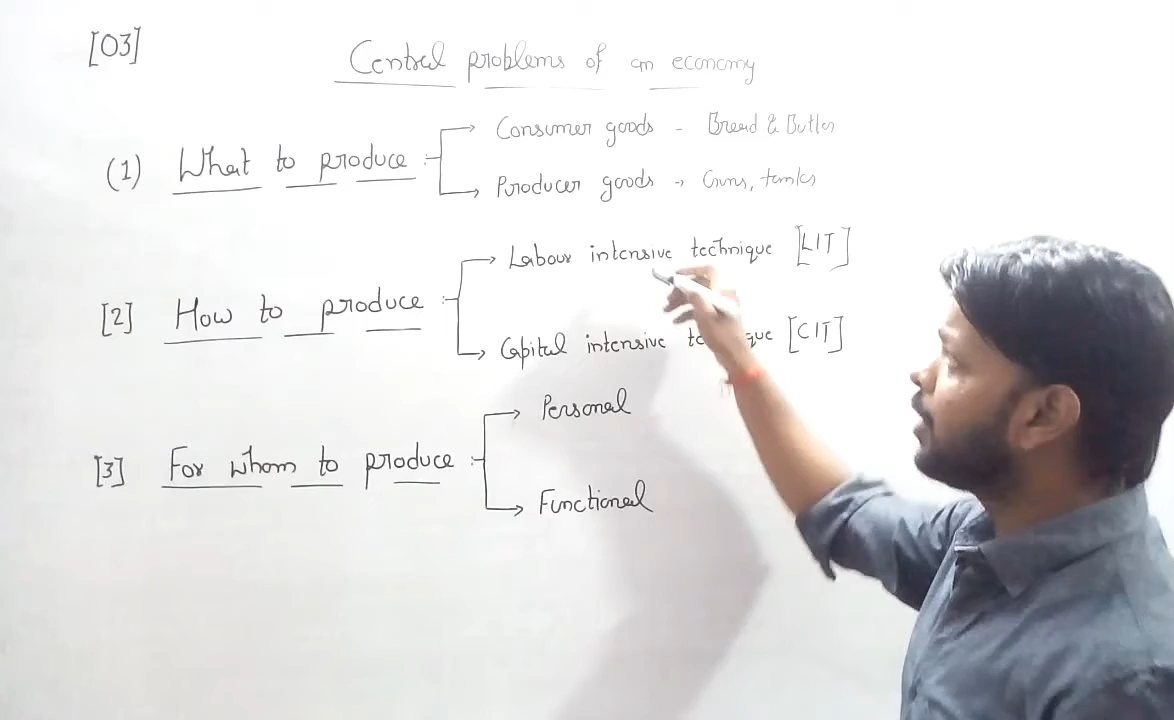 [03]
Central problems of an economy
(1) What to produce :-
Consumer goods - Bread & Butter
Producer goods → Guns, tanks
[2] How to produce :-
Labour intensive technique [LIT]
Capital intensive [CIT]
[3] For whom to produce :-
Personal
Functional